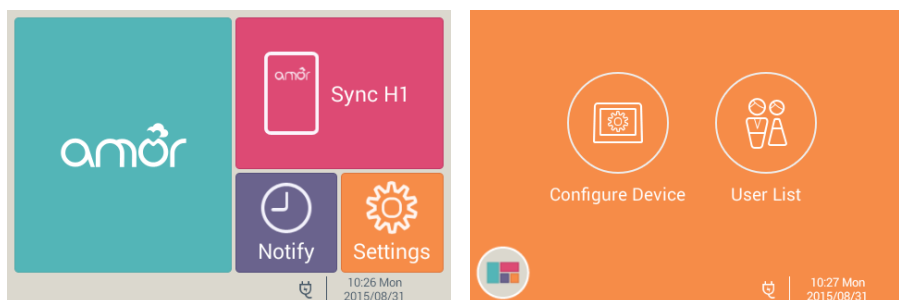 amor
amor
Sync H1
Notify
Settings
10:26 Mon
2015/08/31
Configure Device
User List
10:27 Mon
2015/08/31